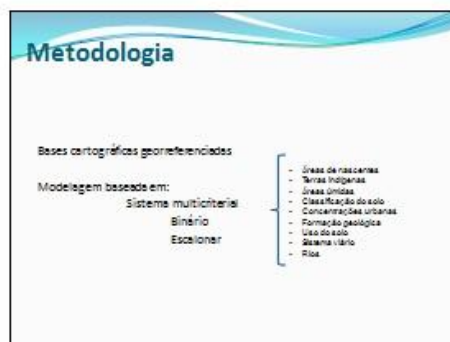 Metodologia
Bases cartográficas georreferenciadas
Modelagem baseada em:
Sistema multicriterial
Binário
Escalonar
- Áreas de nascentes
- Terras Indígenas
- Áreas úmidas
- Classificação do solo
- Concentrações urbanas
- Formação geológica
- Uso do solo
- Sistema viário
- Rios